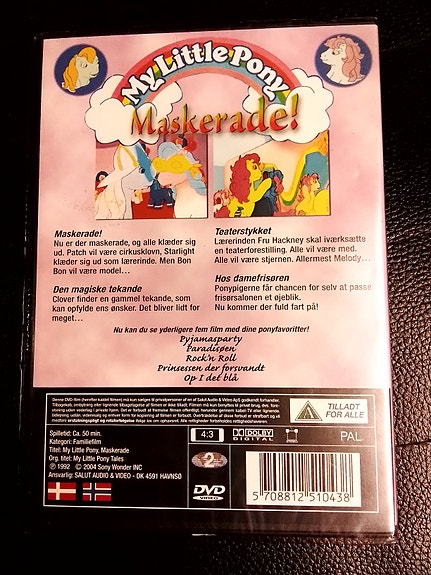 My Little Pony
Maskerade!
Maskerade!
Nu er der maskerade, og alle klæder sig
ud. Patch vil være cirkusklovn, Starlight
klæder sig ud som lærerinde. Men Bon
Bon vil være model...
Den magiske tekande
Clover finder en gammel tekande, som
kan opfylde ens ønsker. Det bliver lidt for
meget...
Teaterstykket
Lærerinden Fru Hackney skal iværksætte
en teaterforestilling. Alle vil være med.
Alle vil være stjernen. Allermest Melody...
Hos damefrisøren
Ponypigerne får chancen for selv at passe
frisørsalonen et øjeblik.
Nu kommer der fuld fart på!
Nu kan du se yderligere fem film med dine ponyfavoritter!
Pyjamasparty
Paradisøen
Rock'n Roll
Prinsessen der forsvandt
Op I det blå
TILLADT
FOR ALLE
Spilletid: Ca. 50 min.
Kategori: Familiefilm
Titel: My Little Pony, Maskerade
Org. titel: My Little Pony Tales
℗ 1992 © 2004 Sony Wonder INC
Ansvarlig: SALUT AUDIO & VIDEO - DK 4591 HAVNSØ
4:3
DOLBY
DIGITAL
PAL
2
DVD
VIDEO
5 708812 510438